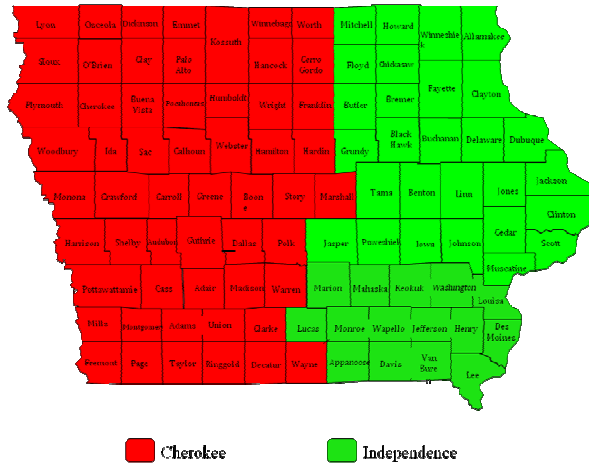 Lyon Osceola Dickinson Emmet Winnebago Worth Mitchell Howard Winneshiek Allamakee
Kossuth
Sioux O'Brien Clay Palo Alto Hancock Cerro Gordo Floyd Chickasaw
Plymouth Cherokee Buena Vista Pocahontas Humboldt Wright Franklin Butler Bremer Fayette Clayton
Woodbury Ida Sac Calhoun Webster Hamilton Hardin Grundy Black Hawk Buchanan Delaware Dubuque
Monona Crawford Carroll Greene Boone Story Marshall Tama Benton Linn Jones Jackson
Clinton
Harrison Shelby Audubon Guthrie Dallas Polk Jasper Poweshiek Iowa Johnson Cedar Scott
Muscatine
Pottawattamie Cass Adair Madison Warren Marion Mahaska Keokuk Washington
Louisa
Mills Montgomery Adams Union Clarke Lucas Monroe Wapello Jefferson Henry Des Moines
Fremont Page Taylor Ringgold Decatur Wayne Appanoose Davis Van Bure Lee
Cherokee Independence